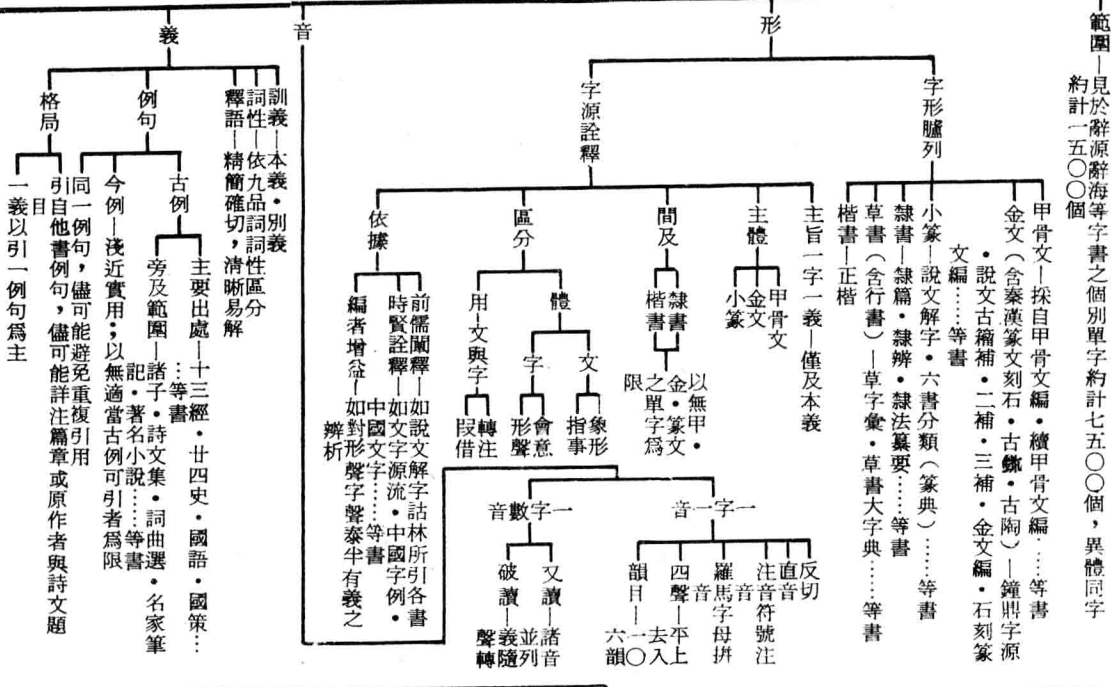 範圍—見於辭源辭海等字書之個別單字約計七五〇〇個，異體同字
約計一五〇〇個
形
字形臚列
甲骨文—採自甲骨文編・續甲骨文編……等書
金文（含秦漢篆文刻石・古鉨・古陶）—鐘鼎字源
・說文古籀補・二補・三補・金文編・石刻篆
文編……等書
小篆—說文解字・六書分類（篆典）……等書
隸書—隸篇・隸辨・隸法纂要……等書
草書（含行書）—草字彙・草書大字典……等書
楷書—正楷
字源詮釋
主旨一字一義—僅及本義
主體
甲骨文
金文
小篆
間及
隸書
楷書
以無甲・
金・篆文
之單字爲
限
區分
體
文
象形
指事
字
會意
形聲
用—文與字
轉注
叚借
依據
前儒闡釋—如說文解字詁林所引各書
時賢詮釋—如文字源流・中國字例・
中國文字……等書
編者增益—如對形聲字聲泰半有義之
辨析
音
一字一音
反切
直音
注音符號注
音
羅馬字母拼
音
四聲—平上
去入
韻目—一〇
六韻
一字數音
又讀—諸音
並列
破讀—義隨
聲轉
義
訓義—本義・別義
詞性—依九品詞詞性區分
釋語—精簡確切，清晰易解
例句
古例
主要出處—十三經・廿四史・國語・國策…
…等書
旁及範圍—諸子・詩文集・詞曲選・名家筆
記・著名小說……等書
今例—淺近實用；以無適當古例可引者爲限
格局
同一例句，儘可能避免重複引用
引自他書例句，儘可能詳注篇章或原作者與詩文題
目
一義以引一例句爲主